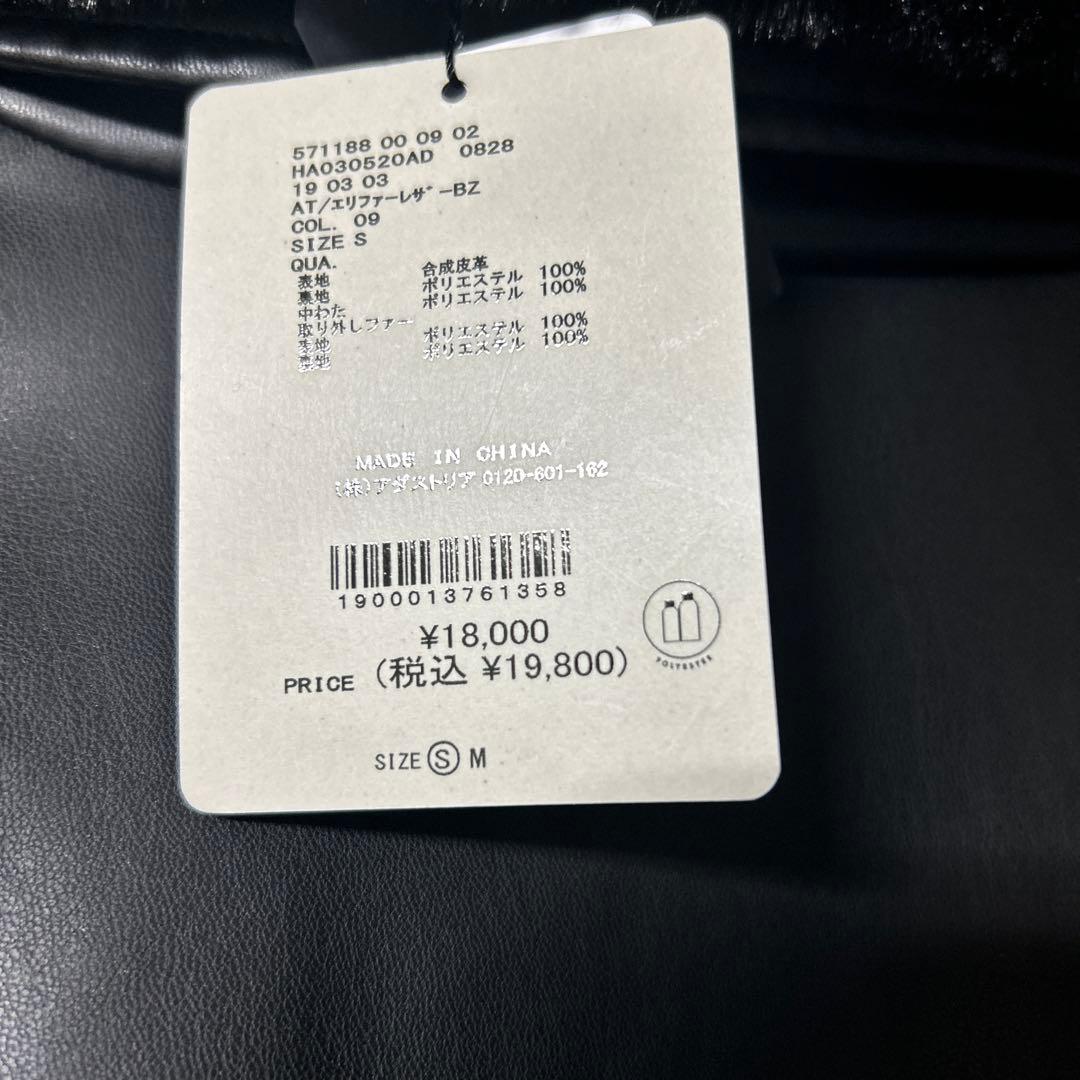 571188 00 09 02
HA030520AD 0828
19 03 03
AT/エリファーレザーBZ
COL. 09
SIZE S
QUA.
表地 合成皮革
裏地 ポリエステル 100%
中わた ポリエステル 100%
取り外しファー
表地 ポリエステル 100%
裏地 ポリエステル 100%
MADE IN CHINA
(株)アダストリア 0120-601-162
1900013761358
¥18,000
PRICE (税込 ¥19,800)
POLYESTER
SIZE S M